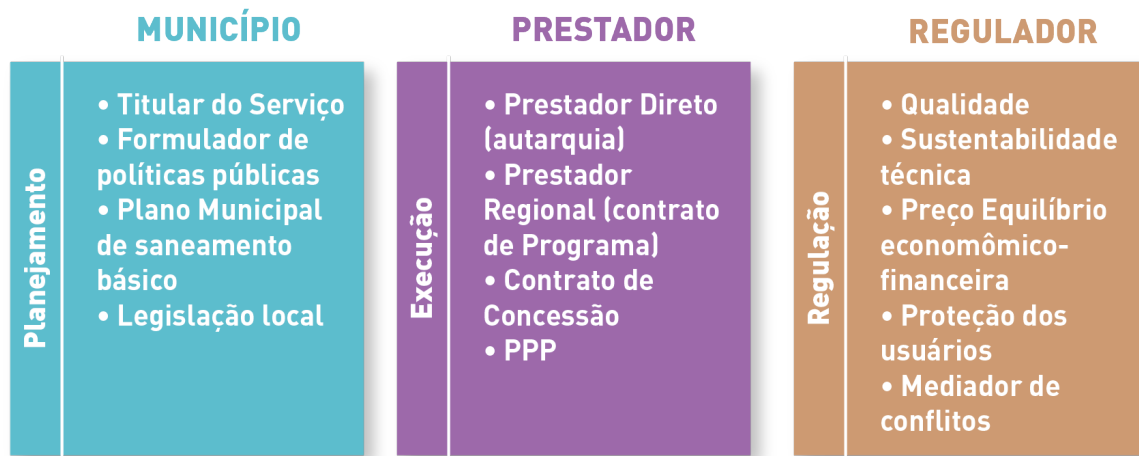 MUNICÍPIO
Planejamento
• Titular do Serviço
• Formulador de
políticas públicas
• Plano Municipal
de saneamento
básico
• Legislação local
PRESTADOR
Execução
• Prestador Direto
(autarquia)
• Prestador
Regional (contrato
de Programa)
• Contrato de
Concessão
• PPP
REGULADOR
Regulação
• Qualidade
• Sustentabilidade
técnica
• Preço Equilíbrio
economômico-
financeira
• Proteção dos
usuários
• Mediador de
conflitos